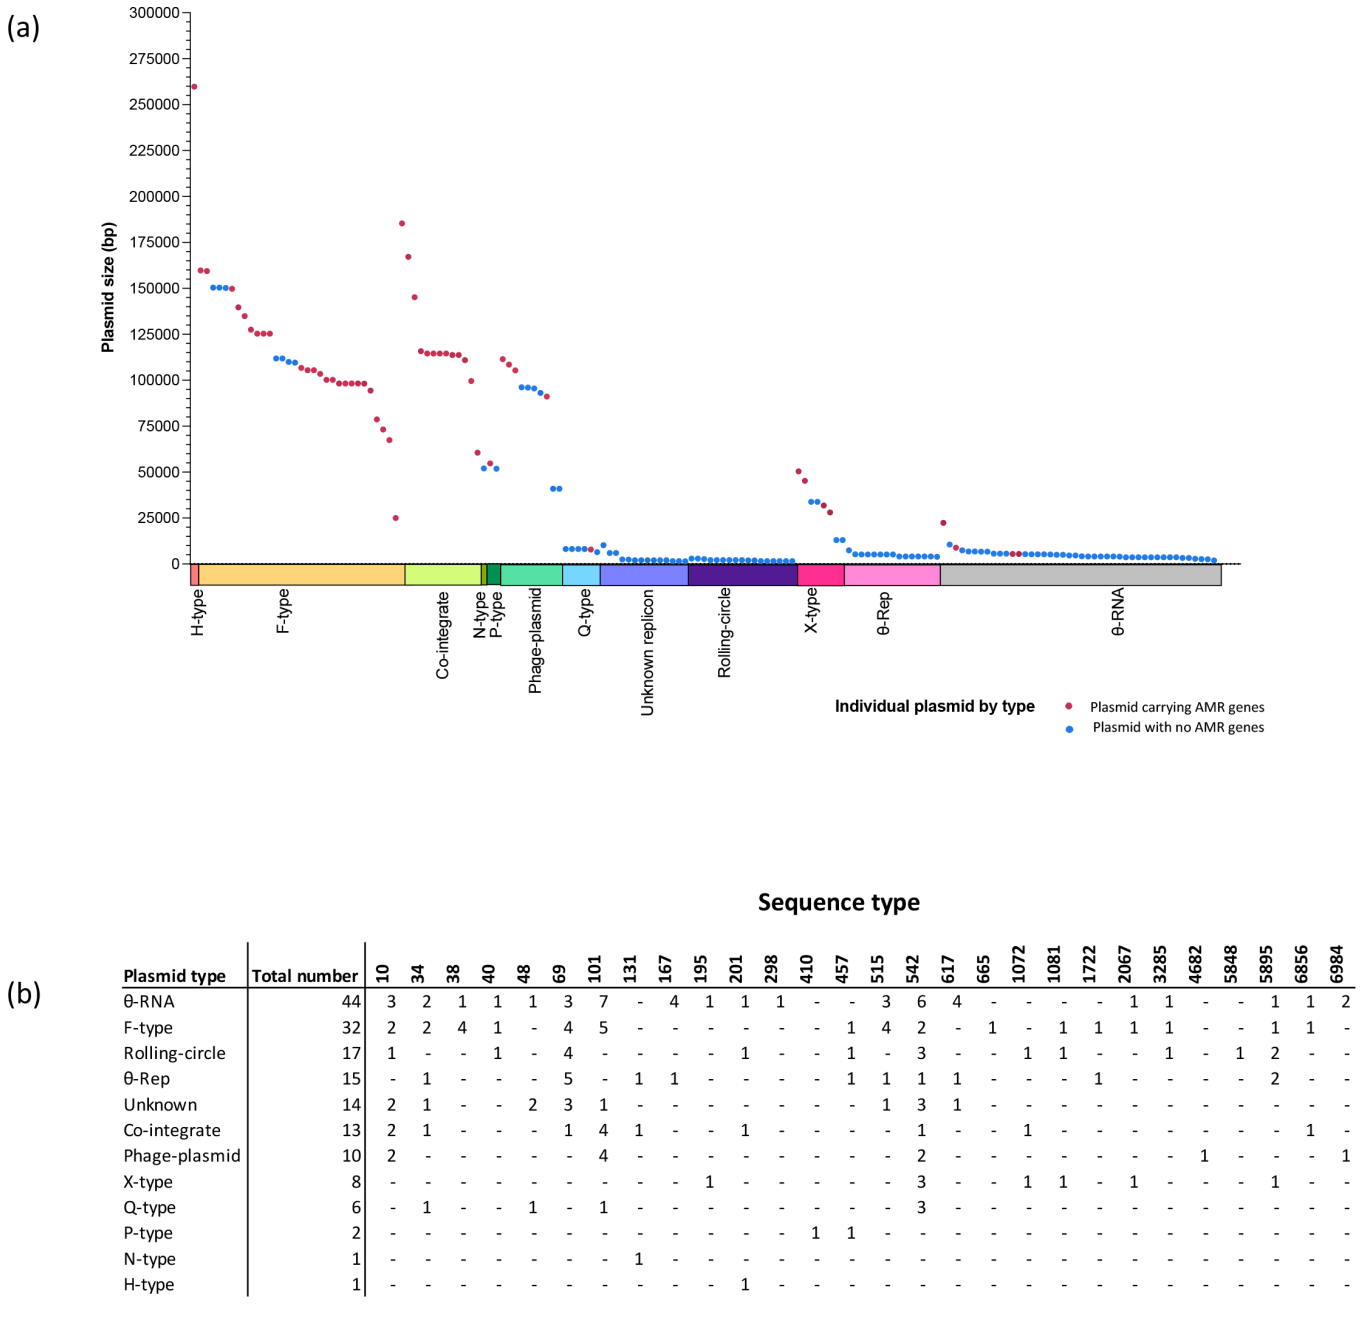 (a)
300000
275000
250000
225000
200000
175000
150000
125000
100000
75000
50000
25000
0
Plasmid size (bp)
H-type
F-type
Co-integrate
N-type
P-type
Phage-plasmid
Q-type
Unknown replicon
Rolling-circle
X-type
θ-Rep
θ-RNA
Individual plasmid by type
Plasmid carrying AMR genes
Plasmid with no AMR genes
(b)
Sequence type
Plasmid type Total number 10 34 38 40 48 69 101 131 167 195 201 298 410 457 515 542 617 665 1072 1081 1722 2067 3285 4682 5848 5895 6856 6984
θ-RNA 44 3 2 1 1 1 3 7 - 4 1 1 1 - - 3 6 4 - - - - 1 1 - - 1 1 2
F-type 32 2 2 4 1 - 4 5 - - - - - - 1 4 2 - 1 - 1 1 1 1 - - 1 1 -
Rolling-circle 17 1 - - 1 - 4 - - - - 1 - - 1 - 3 - - 1 1 - - 1 - 1 2 - -
θ-Rep 15 - 1 - - - 5 - 1 1 - - - - 1 1 1 1 - - - 1 - - - - 2 - -
Unknown 14 2 1 - - 2 3 1 - - - - - - - 1 3 1 - - - - - - - - - - -
Co-integrate 13 2 1 - - - 1 4 1 - - 1 - - - - 1 - - 1 - - - - - - - 1 -
Phage-plasmid 10 2 - - - - - 4 - - - - - - - - 2 - - - - - - - 1 - - - 1
X-type 8 - - - - - - - - - 1 - - - - - 3 - - 1 1 - 1 - - - 1 - -
Q-type 6 - 1 - - 1 - 1 - - - - - - - - 3 - - - - - - - - - - - -
P-type 2 - - - - - - - - - - - - 1 1 - - - - - - - - - - - - - -
N-type 1 - - - - - - - 1 - - - - - - - - - - - - - - - - - - - -
H-type 1 - - - - - - - - - - 1 - - - - - - - - - - - - - - - - -